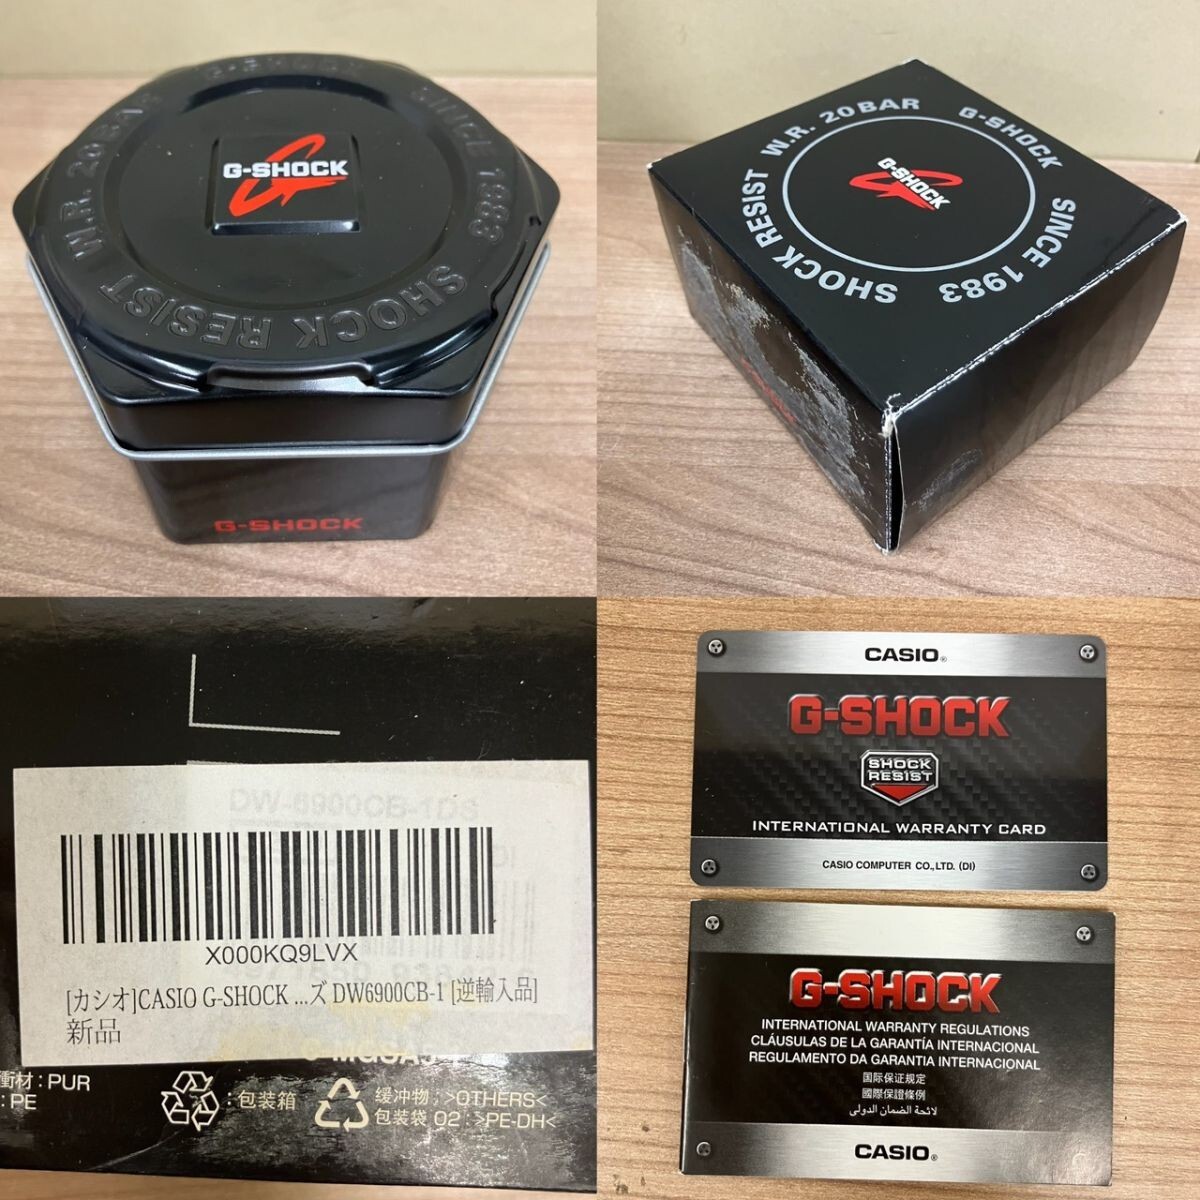 G-SHOCK
SINCE 1983
SHOCK RESIST
W.R. 20BAR
G-SHOCK
G-SHOCK
W.R. 20BAR
G-SHOCK
SINCE 1983
SHOCK RESIST
G-SHOCK
DW-6900CB-1DS
X000KQ9LVX
[カシオ]CASIO G-SHOCK ...ズ DW6900CB-1 [逆輸入品]
新品
衝材 : PUR
: PE
: 包装箱
缓冲物 : >OTHERS<
包装袋 02 : >PE-DH<
CASIO®
G-SHOCK
SHOCK
RESIST
INTERNATIONAL WARRANTY CARD
CASIO COMPUTER CO., LTD. (DI)
G-SHOCK
INTERNATIONAL WARRANTY REGULATIONS
CLÁUSULAS DE LA GARANTÍA INTERNACIONAL
REGULAMENTO DA GARANTIA INTERNACIONAL
国际保证规定
國際保證條例
لائحة الضمان الدولى
CASIO®